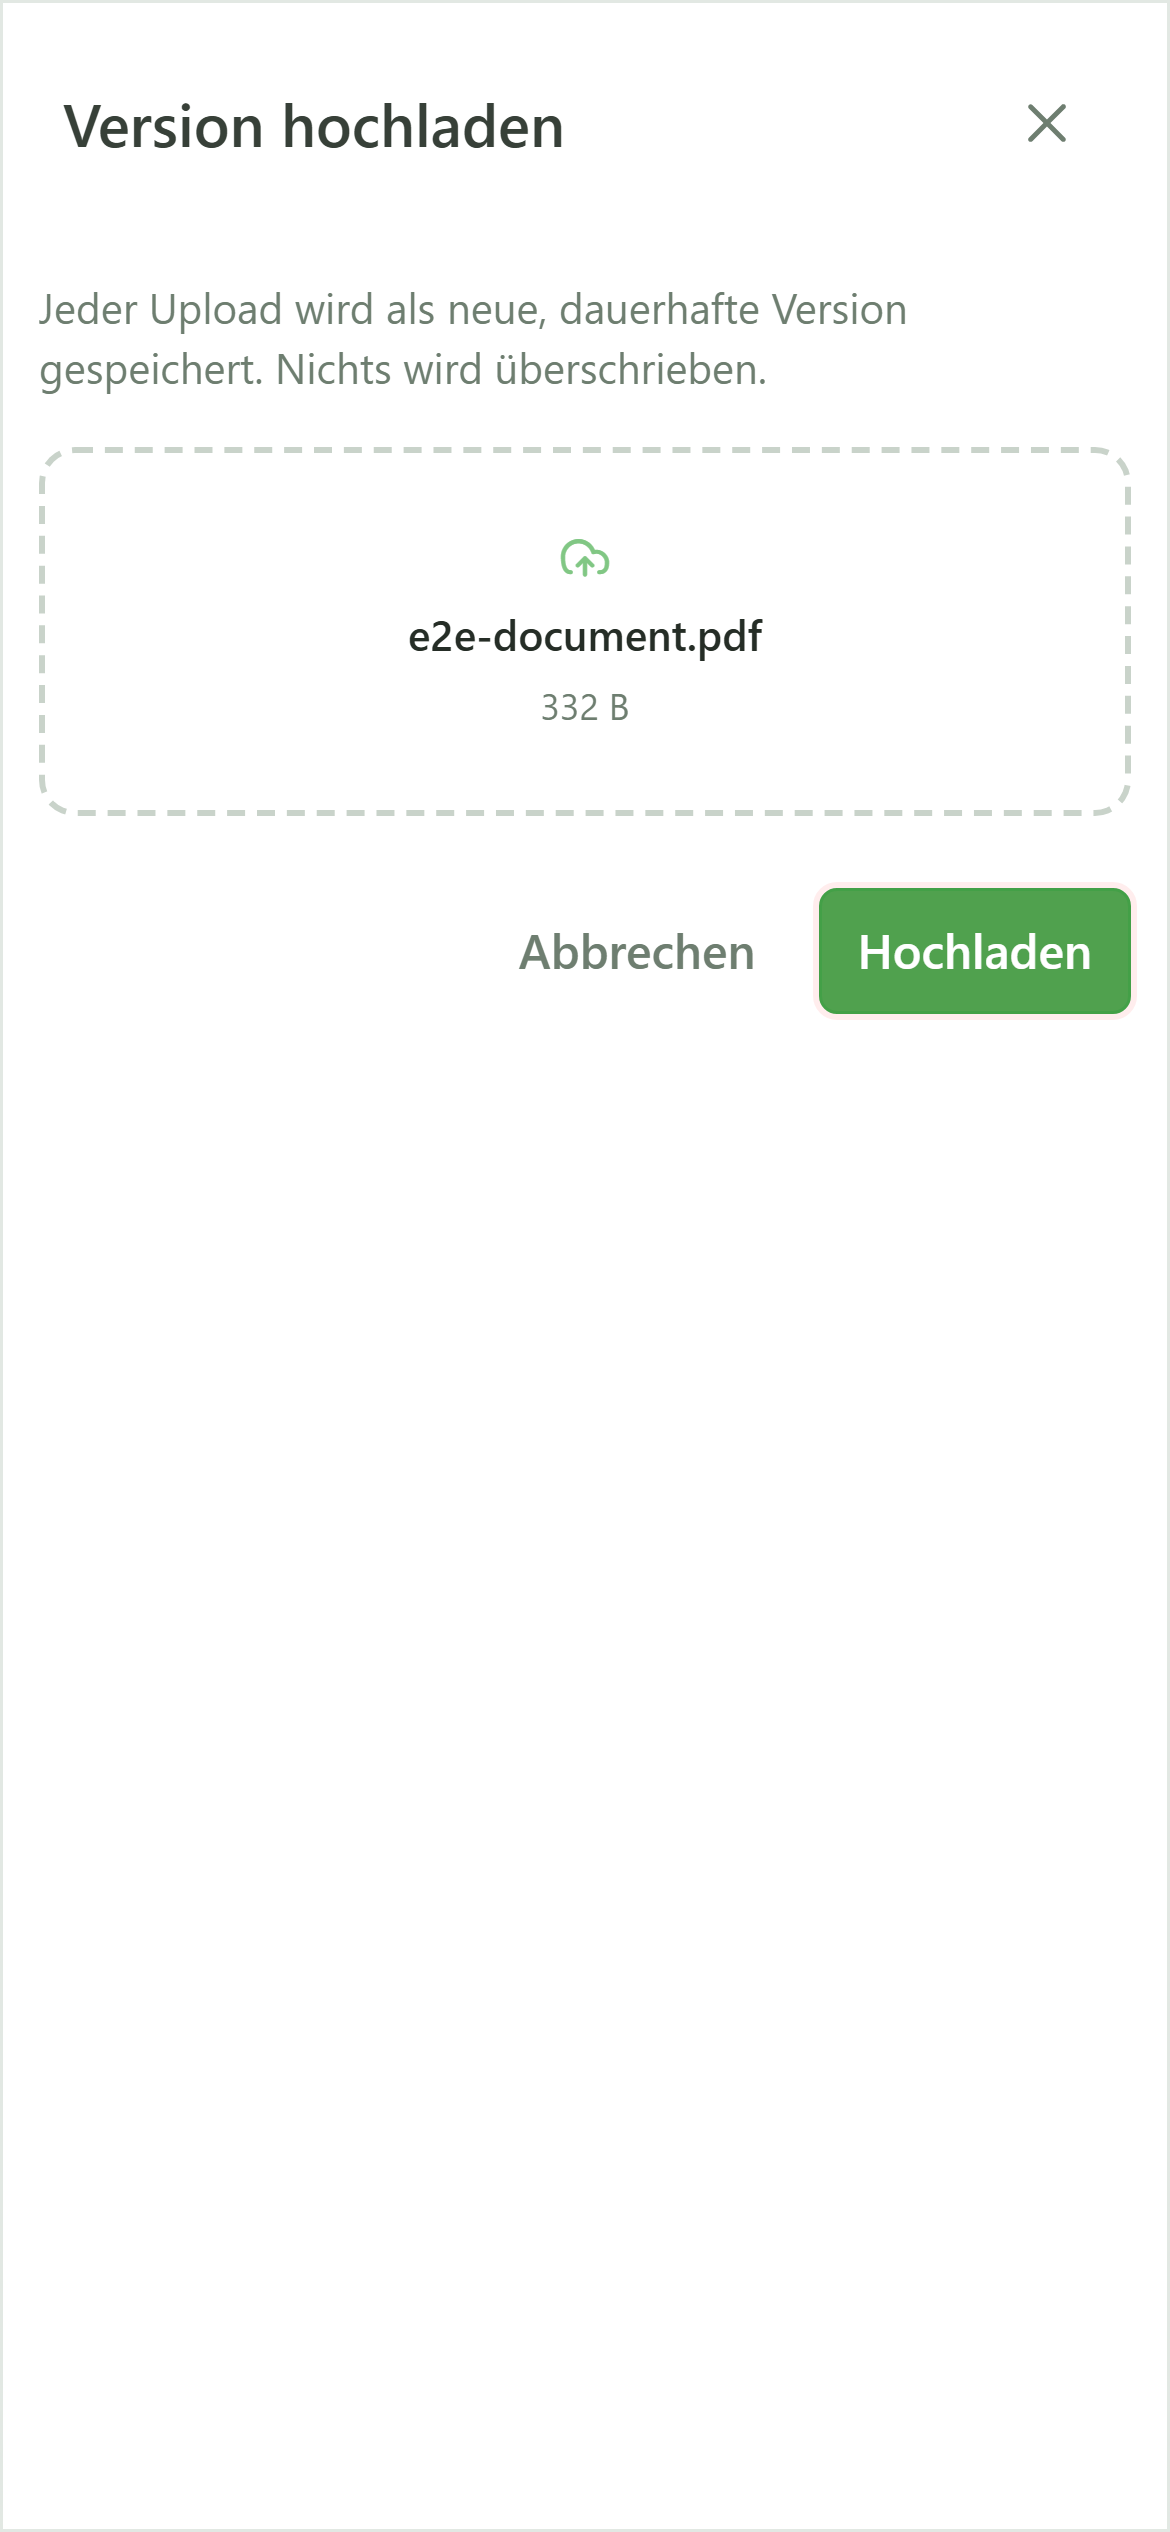 Version hochladen
Jeder Upload wird als neue, dauerhafte Version
gespeichert. Nichts wird überschrieben.
e2e-document.pdf
332 B
Abbrechen
Hochladen